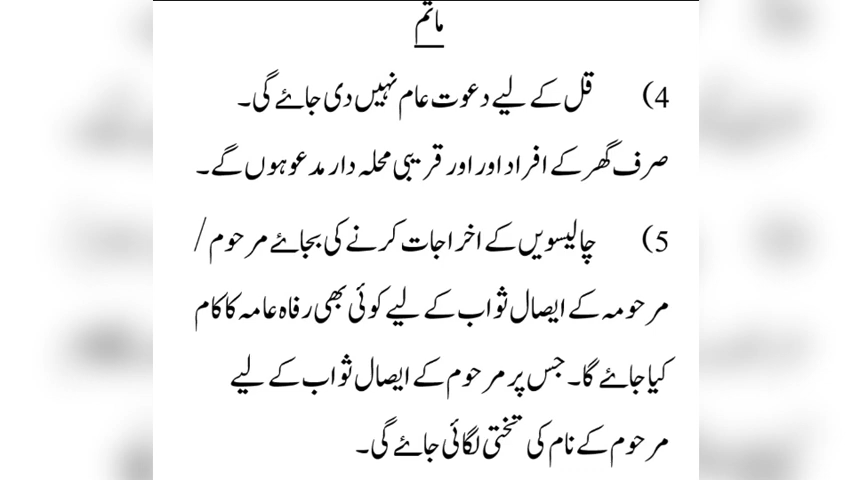 ماتم
4) قل کے لیے دعوت عام نہیں دی جائے گی۔
صرف گھر کے افراد اور اور قریبی محلہ دار مدعو ہوں گے۔
5) چالیسویں کے اخراجات کرنے کی بجائے مرحوم/
مرحومہ کے ایصال ثواب کے لیے کوئی بھی رفاہ عامہ کا کام
کیا جائے گا۔ جس پر مرحوم کے ایصال ثواب کے لیے
مرحوم کے نام کی تختی لگائی جائے گی۔